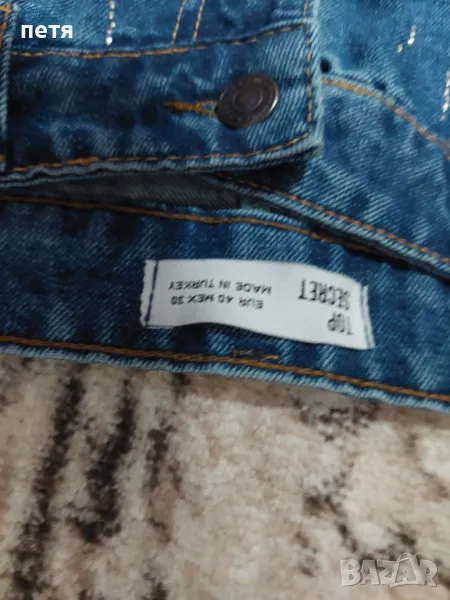 петя
TOP
SECRET
EUR 40 MEX 30
MADE IN TURKEY
BAZAR